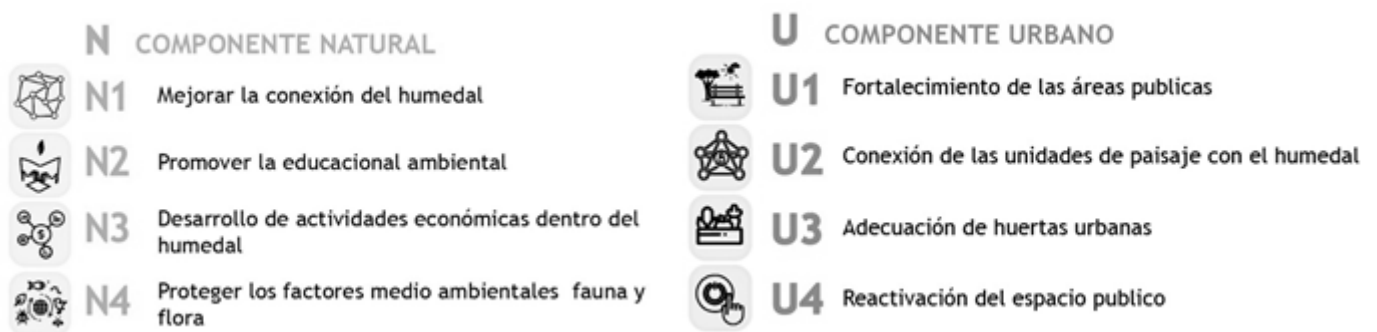 N COMPONENTE NATURAL
N1 Mejorar la conexión del humedal
N2 Promover la educacional ambiental
N3 Desarrollo de actividades económicas dentro del
humedal
N4 Proteger los factores medio ambientales fauna y
flora
U COMPONENTE URBANO
U1 Fortalecimiento de las áreas publicas
U2 Conexión de las unidades de paisaje con el humedal
U3 Adecuación de huertas urbanas
U4 Reactivación del espacio publico